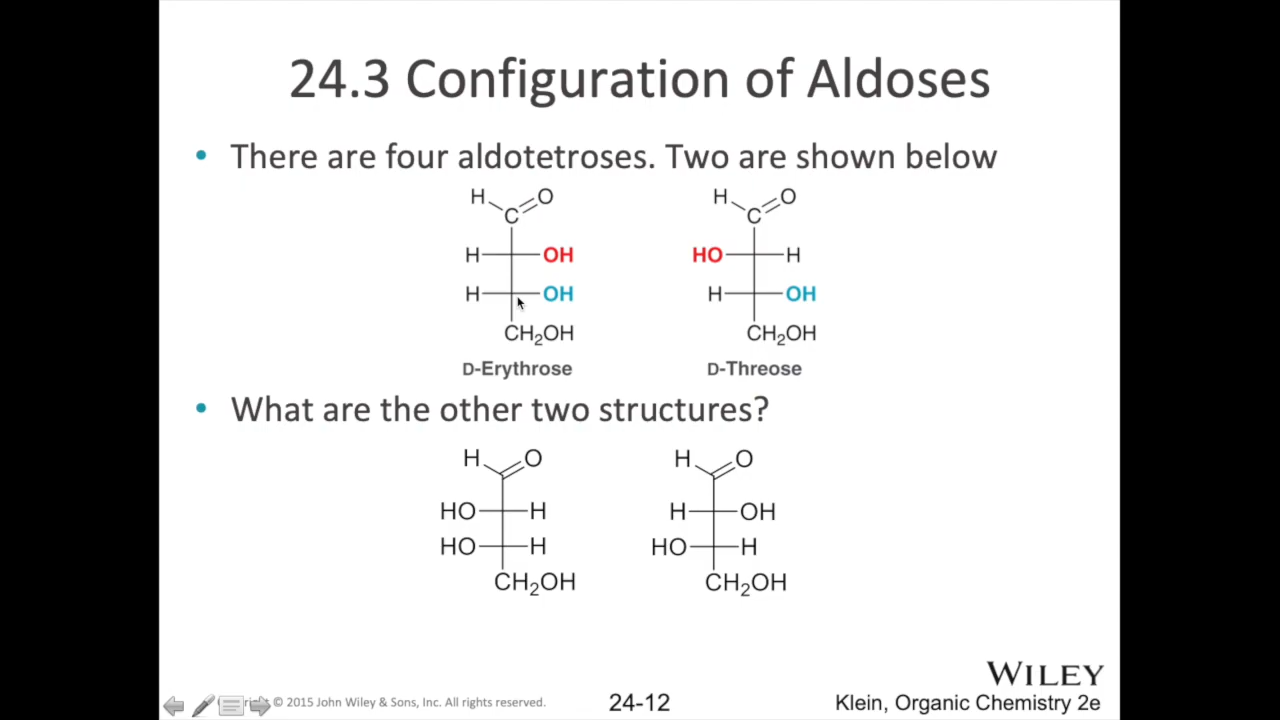 24.3 Configuration of Aldoses
• There are four aldotetroses. Two are shown below
H O H O
C C
H OH HO H
H OH H OH
CH₂OH CH₂OH
D-Erythrose D-Threose
• What are the other two structures?
H O H O
HO H H OH
HO H HO H
CH₂OH CH₂OH
WILEY
© 2015 John Wiley & Sons, Inc. All rights reserved.
24-12
Klein, Organic Chemistry 2e